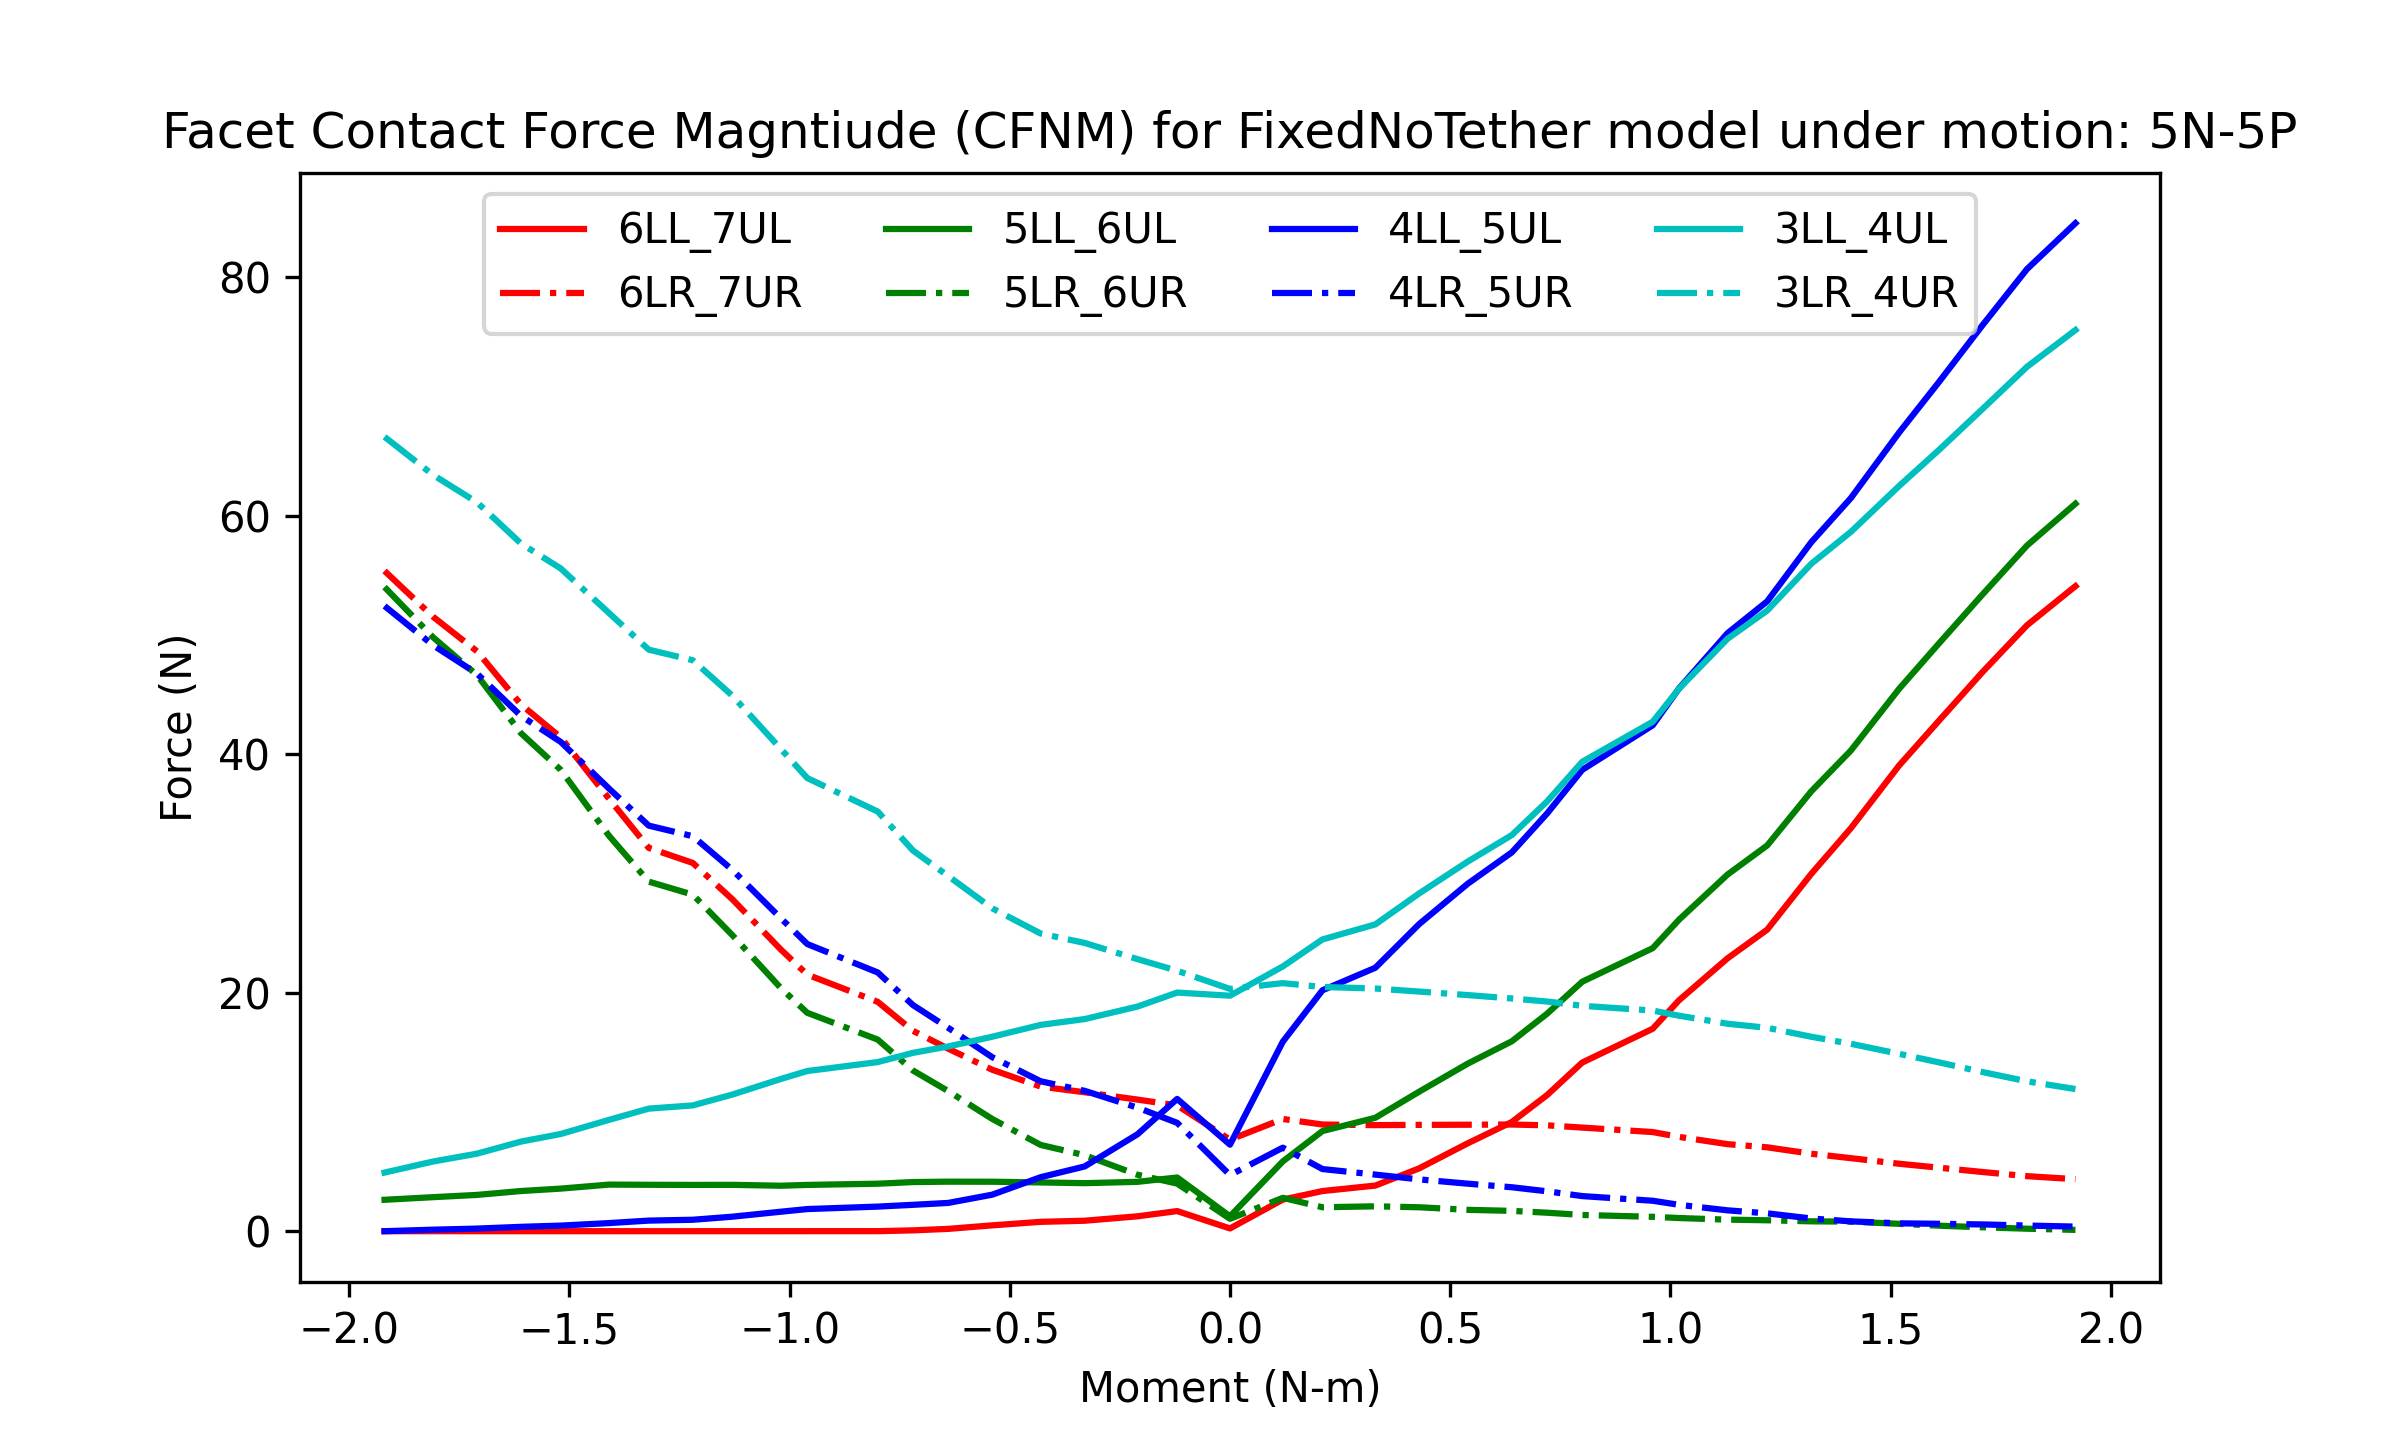 Facet Contact Force Magntiude (CFNM) for FixedNoTether model under motion: 5N-5P
6LL_7UL 5LL_6UL 4LL_5UL 3LL_4UL
6LR_7UR 5LR_6UR 4LR_5UR 3LR_4UR
80
60
40
20
0
Force (N)
−2.0 −1.5 −1.0 −0.5 0.0 0.5 1.0 1.5 2.0
Moment (N-m)